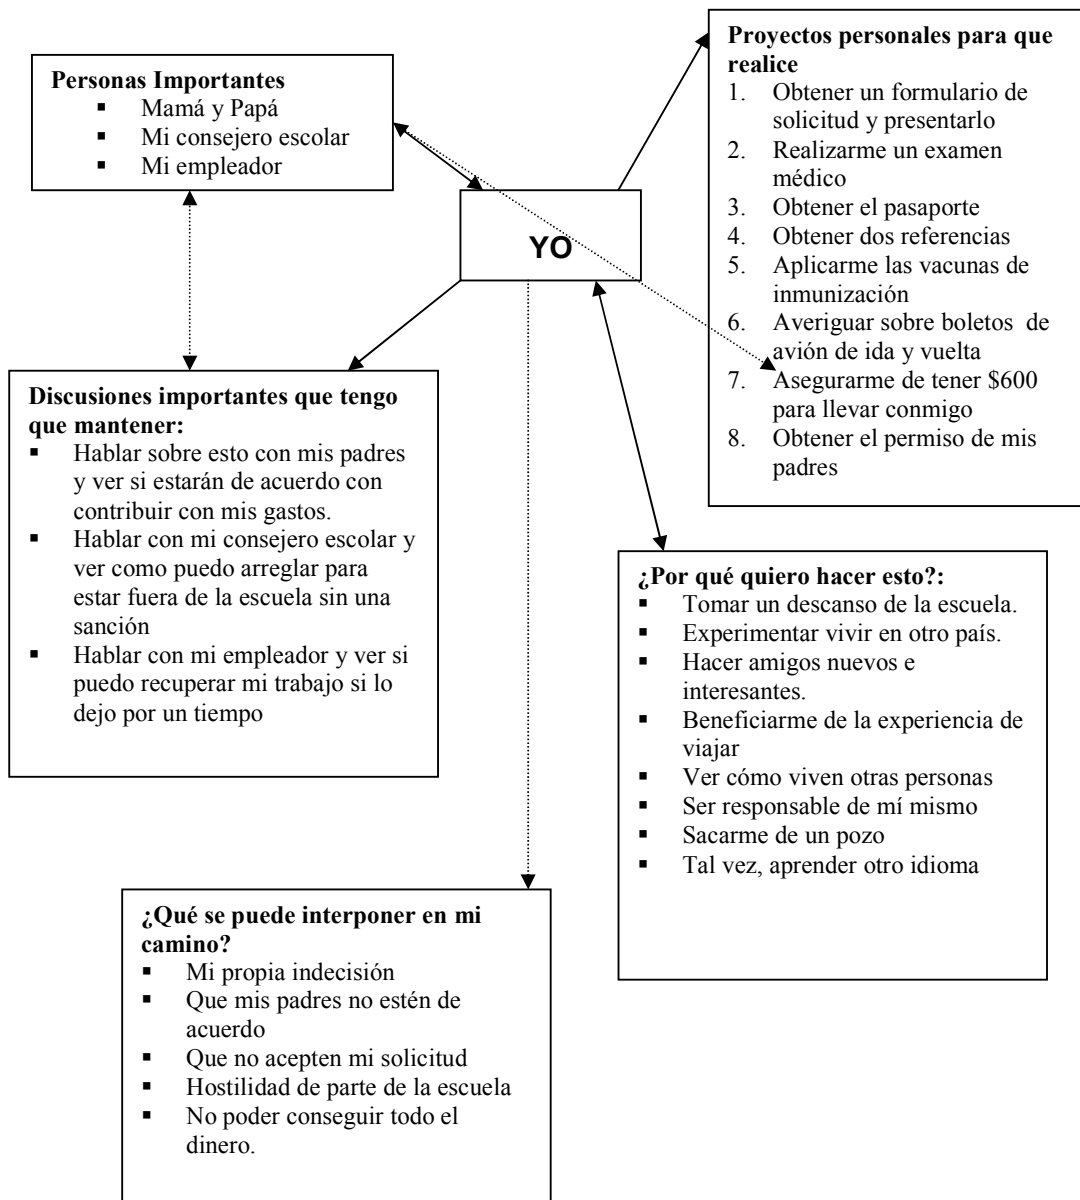 Personas Importantes
▪ Mamá y Papá
▪ Mi consejero escolar
▪ Mi empleador
Proyectos personales para que
realice
1. Obtener un formulario de
solicitud y presentarlo
2. Realizarme un examen
médico
3. Obtener el pasaporte
4. Obtener dos referencias
5. Aplicarme las vacunas de
inmunización
6. Averiguar sobre boletos de
avión de ida y vuelta
7. Asegurarme de tener $600
para llevar conmigo
8. Obtener el permiso de mis
padres
YO
Discusiones importantes que tengo
que mantener:
▪ Hablar sobre esto con mis padres
y ver si estarán de acuerdo con
contribuir con mis gastos.
▪ Hablar con mi consejero escolar y
ver como puedo arreglar para
estar fuera de la escuela sin una
sanción
▪ Hablar con mi empleador y ver si
puedo recuperar mi trabajo si lo
dejo por un tiempo
¿Por qué quiero hacer esto?:
▪ Tomar un descanso de la escuela.
▪ Experimentar vivir en otro país.
▪ Hacer amigos nuevos e
interesantes.
▪ Beneficiarme de la experiencia de
viajar
▪ Ver cómo viven otras personas
▪ Ser responsable de mí mismo
▪ Sacarme de un pozo
▪ Tal vez, aprender otro idioma
¿Qué se puede interponer en mi
camino?
▪ Mi propia indecisión
▪ Que mis padres no estén de
acuerdo
▪ Que no acepten mi solicitud
▪ Hostilidad de parte de la escuela
▪ No poder conseguir todo el
dinero.